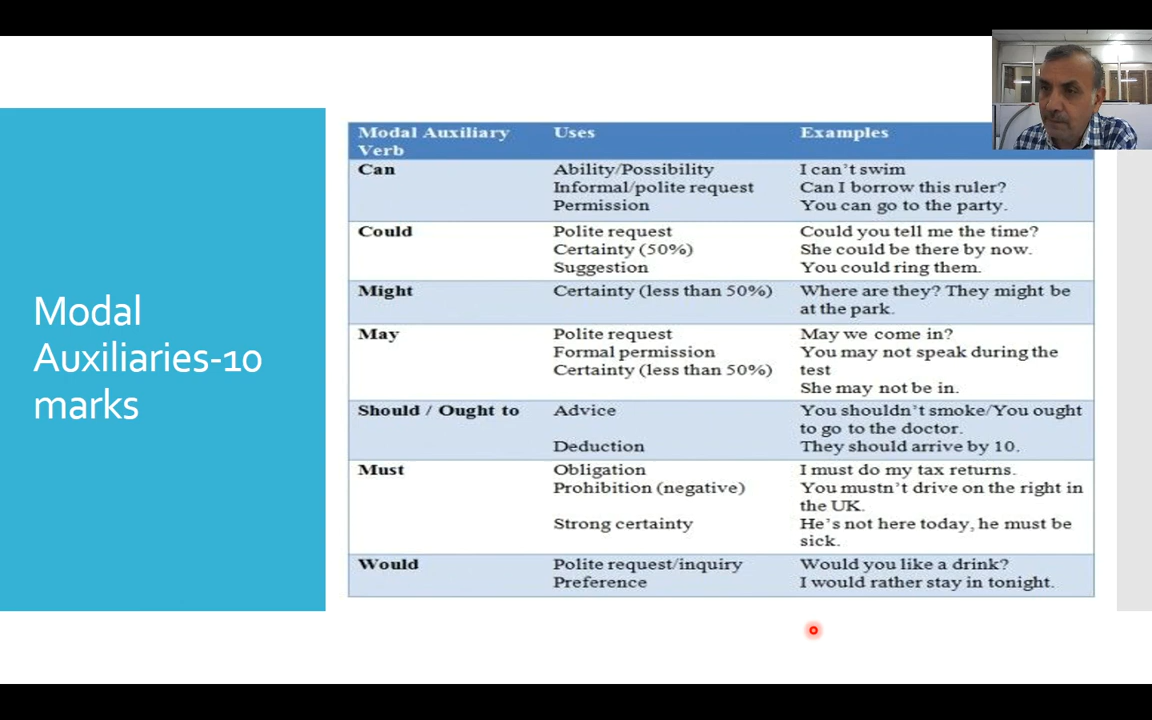 Modal
Auxiliaries-10
marks
Modal Auxiliary Uses Examples
Verb
Can Ability/Possibility I can't swim
Informal/polite request Can I borrow this ruler?
Permission You can go to the party.
Could Polite request Could you tell me the time?
Certainty (50%) She could be there by now.
Suggestion You could ring them.
Might Certainty (less than 50%) Where are they? They might be
at the park.
May Polite request May we come in?
Formal permission You may not speak during the
Certainty (less than 50%) test
She may not be in.
Should / Ought to Advice You shouldn't smoke/You ought
to go to the doctor.
Deduction They should arrive by 10.
Must Obligation I must do my tax returns.
Prohibition (negative) You mustn't drive on the right in
the UK.
Strong certainty He's not here today, he must be
sick.
Would Polite request/inquiry Would you like a drink?
Preference I would rather stay in tonight.